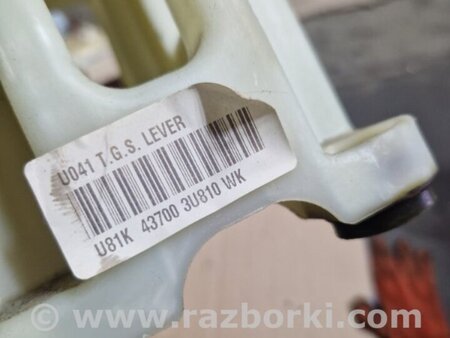 U041 T.G.S. LEVER
U81K 43700 3U810 WK
© www.razborki.com